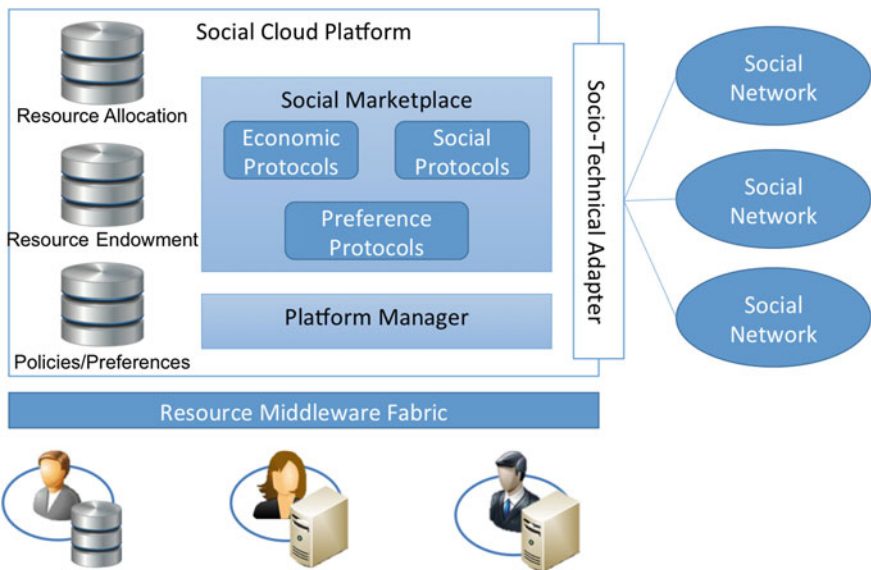 Social Cloud Platform
Resource Allocation
Resource Endowment
Policies/Preferences
Social Marketplace
Economic
Protocols
Social
Protocols
Preference
Protocols
Platform Manager
Socio-Technical Adapter
Social
Network
Social
Network
Social
Network
Resource Middleware Fabric